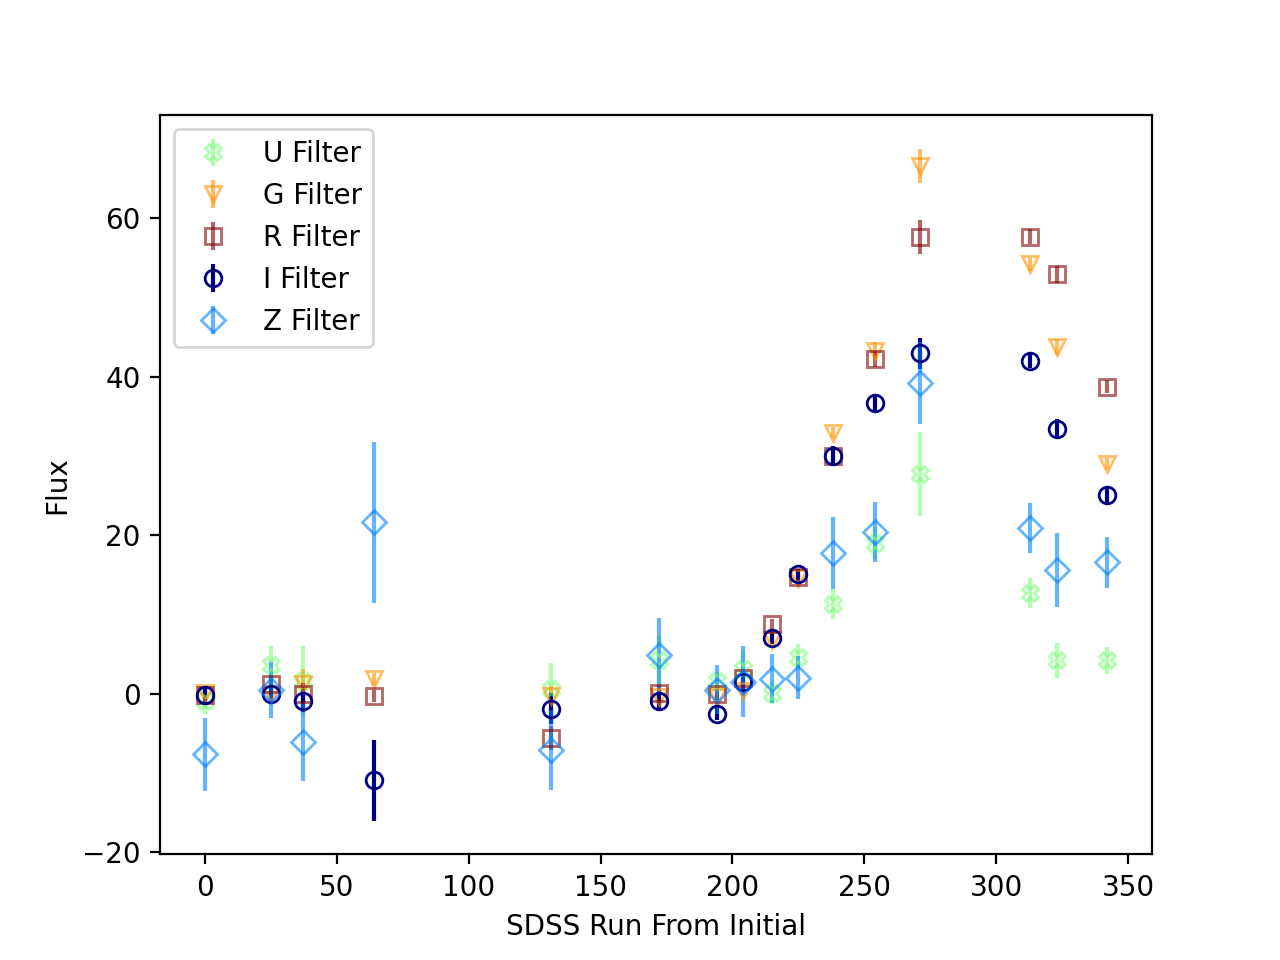 U Filter
G Filter
R Filter
I Filter
Z Filter
60
40
20
0
−20
Flux
0 50 100 150 200 250 300 350
SDSS Run From Initial